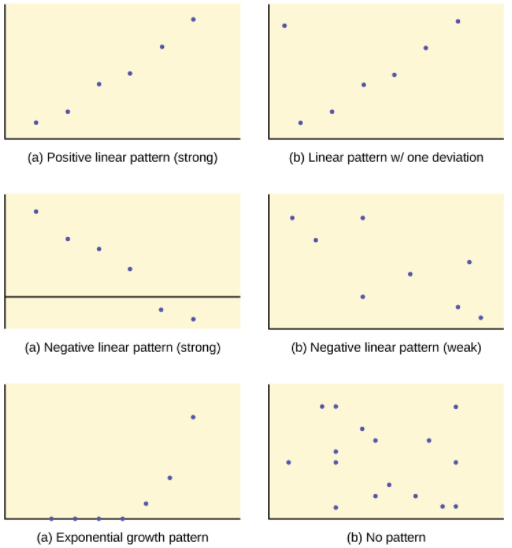 (a) Positive linear pattern (strong)
(b) Linear pattern w/ one deviation
(a) Negative linear pattern (strong)
(b) Negative linear pattern (weak)
(a) Exponential growth pattern
(b) No pattern